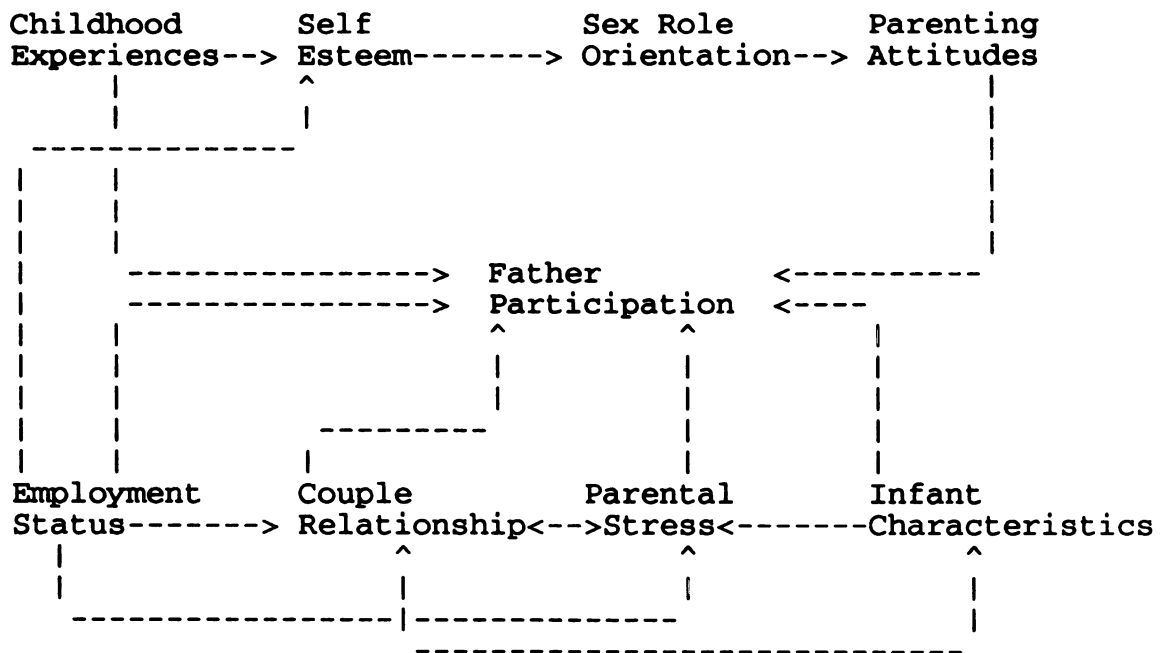 Childhood Self Sex Role Parenting
Experiences--> Esteem-------> Orientation--> Attitudes
Father
Participation
Employment Couple Parental Infant
Status-------> Relationship<-->Stress<-------Characteristics